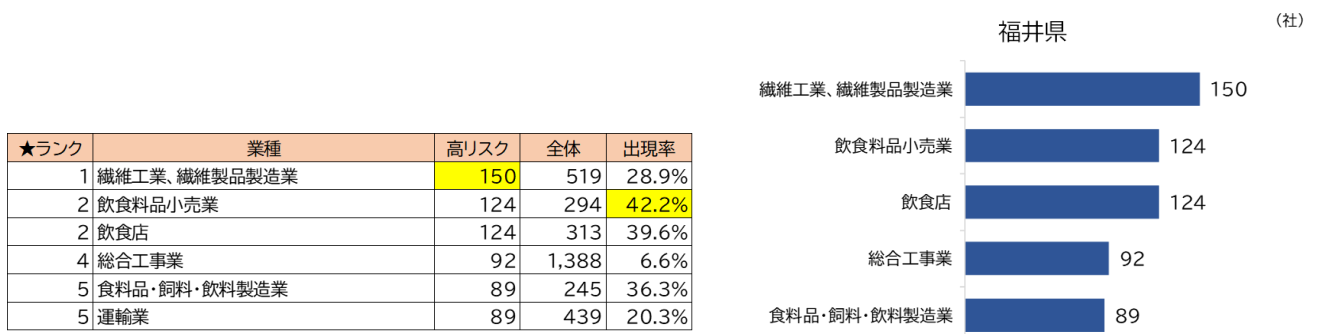 ★ランク 業種 高リスク 全体 出現率
1 繊維工業、繊維製品製造業 150 519 28.9%
2 飲食料品小売業 124 294 42.2%
2 飲食店 124 313 39.6%
4 総合工事業 92 1,388 6.6%
5 食料品・飼料・飲料製造業 89 245 36.3%
5 運輸業 89 439 20.3%
福井県
（社）
繊維工業、繊維製品製造業 150
飲食料品小売業 124
飲食店 124
総合工事業 92
食料品・飼料・飲料製造業 89